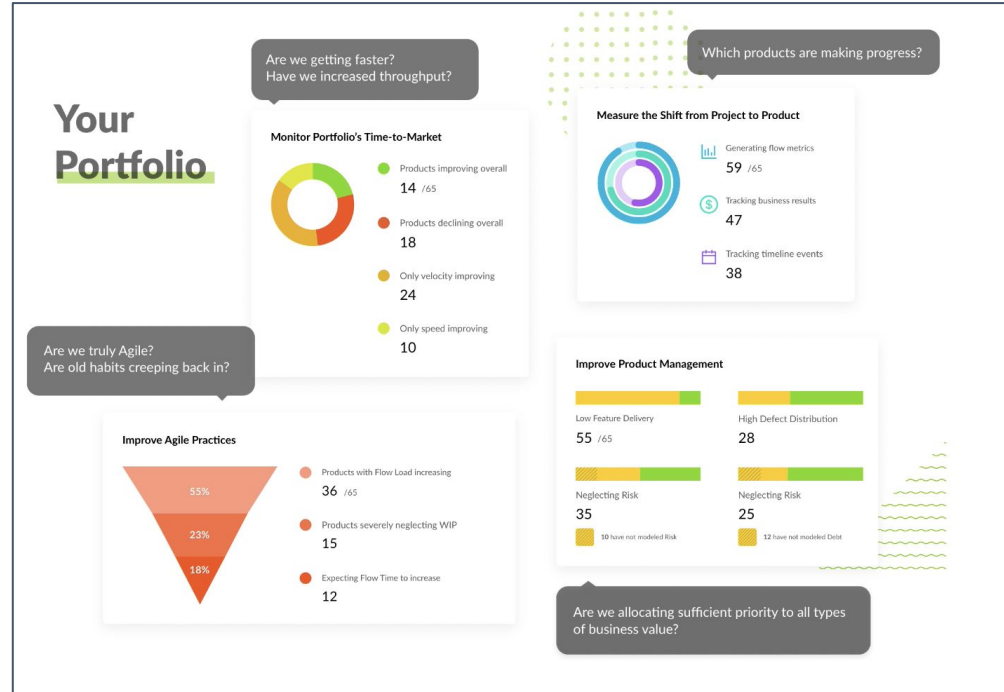 Your
Portfolio
Are we getting faster?
Have we increased throughput?
Monitor Portfolio's Time-to-Market
Products improving overall
14 /65
Products declining overall
18
Only velocity improving
24
Only speed improving
10
Which products are making progress?
Measure the Shift from Project to Product
Generating flow metrics
59 /65
$
Tracking business results
47
Tracking timeline events
38
Are we truly Agile?
Are old habits creeping back in?
Improve Agile Practices
55%
23%
18%
Products with Flow Load increasing
36 /65
Products severely neglecting WIP
15
Expecting Flow Time to increase
12
Improve Product Management
Low Feature Delivery
55 /65
High Defect Distribution
28
Neglecting Risk
35
10 have not modeled Risk
Neglecting Risk
25
12 have not modeled Debt
Are we allocating sufficient priority to all types
of business value?